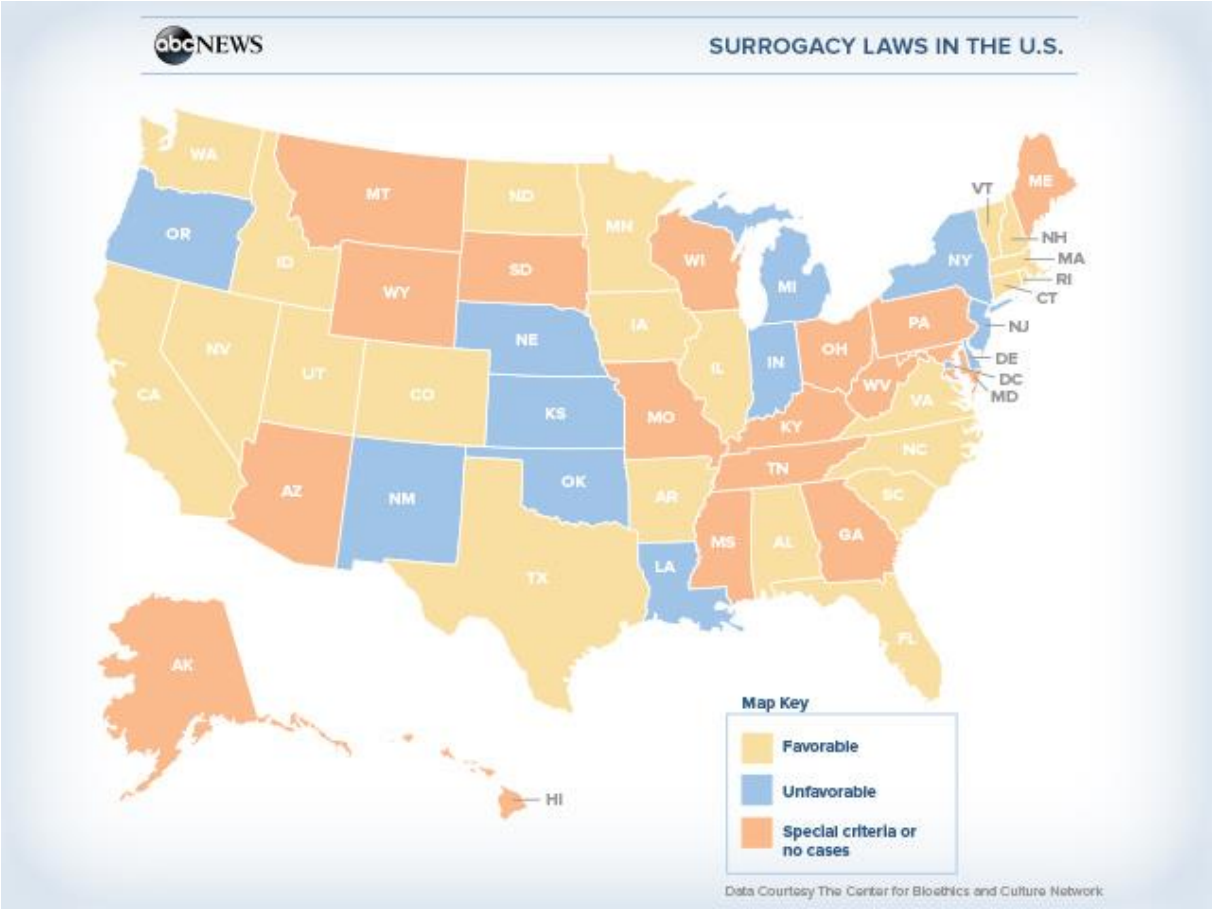 abc NEWS
SURROGACY LAWS IN THE U.S.
WA
MT
ND
MN
ME
VT
OR
ID
SD
WI
NH
NY
MA
RI
CT
WY
MI
NE
IA
PA
NJ
NV
UT
CO
IL
IN
OH
DE
DC
MD
CA
KS
MO
WV
VA
KY
NC
TN
AZ
NM
OK
AR
SC
MS
AL
GA
TX
LA
FL
AK
HI
Map Key
Favorable
Unfavorable
Special criteria or
no cases
Data Courtesy The Center for Bioethics and Culture Network